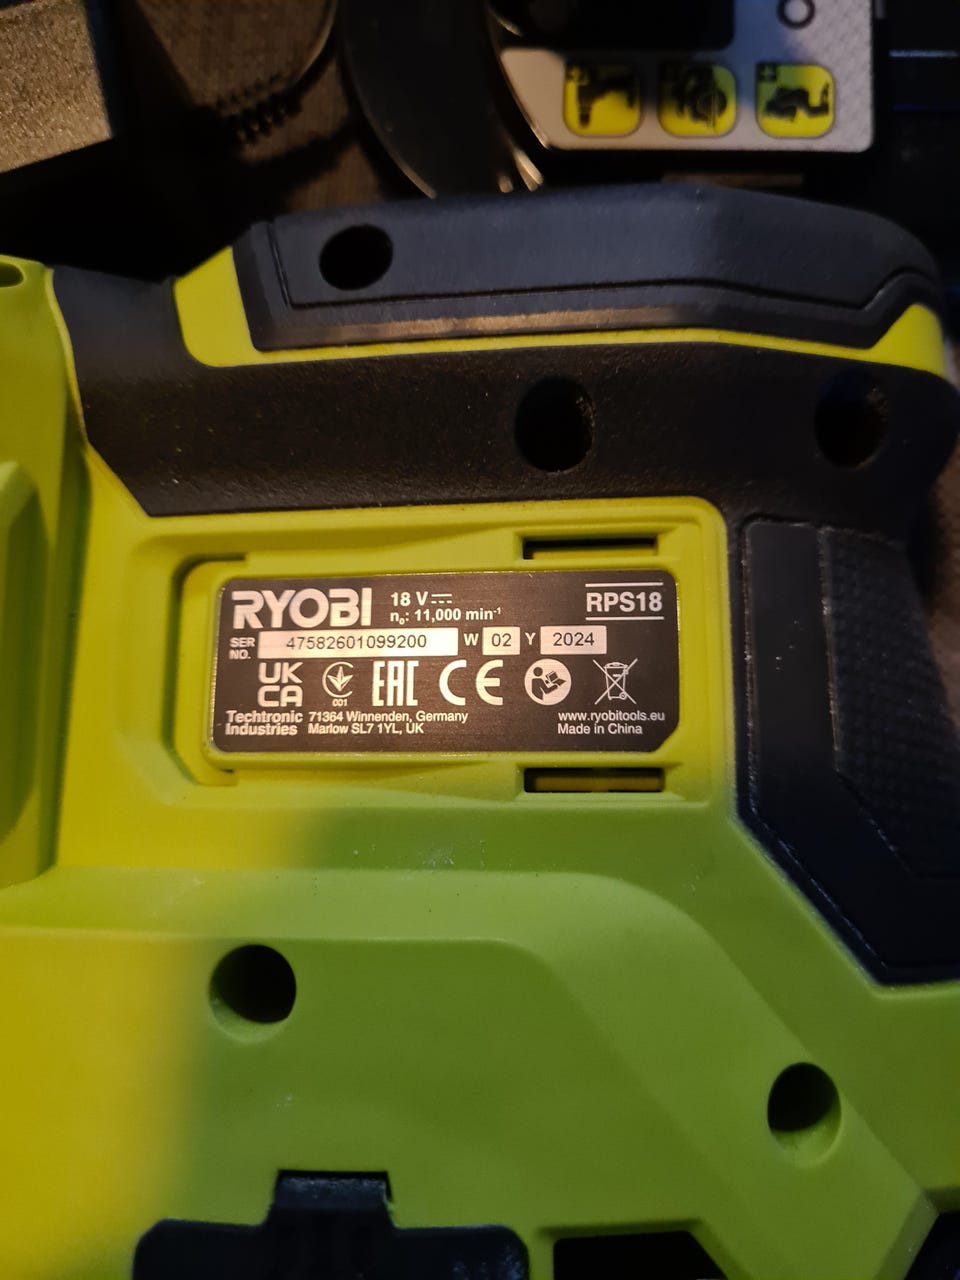 RYOBI 18 V RPS18
n₀: 11,000 min⁻¹
SER NO. 47582601099200 W 02 Y 2024
UK CA 001 EAC CE
Techtronic Industries
71364 Winnenden, Germany
Marlow SL7 1YL, UK
www.ryobitools.eu
Made in China